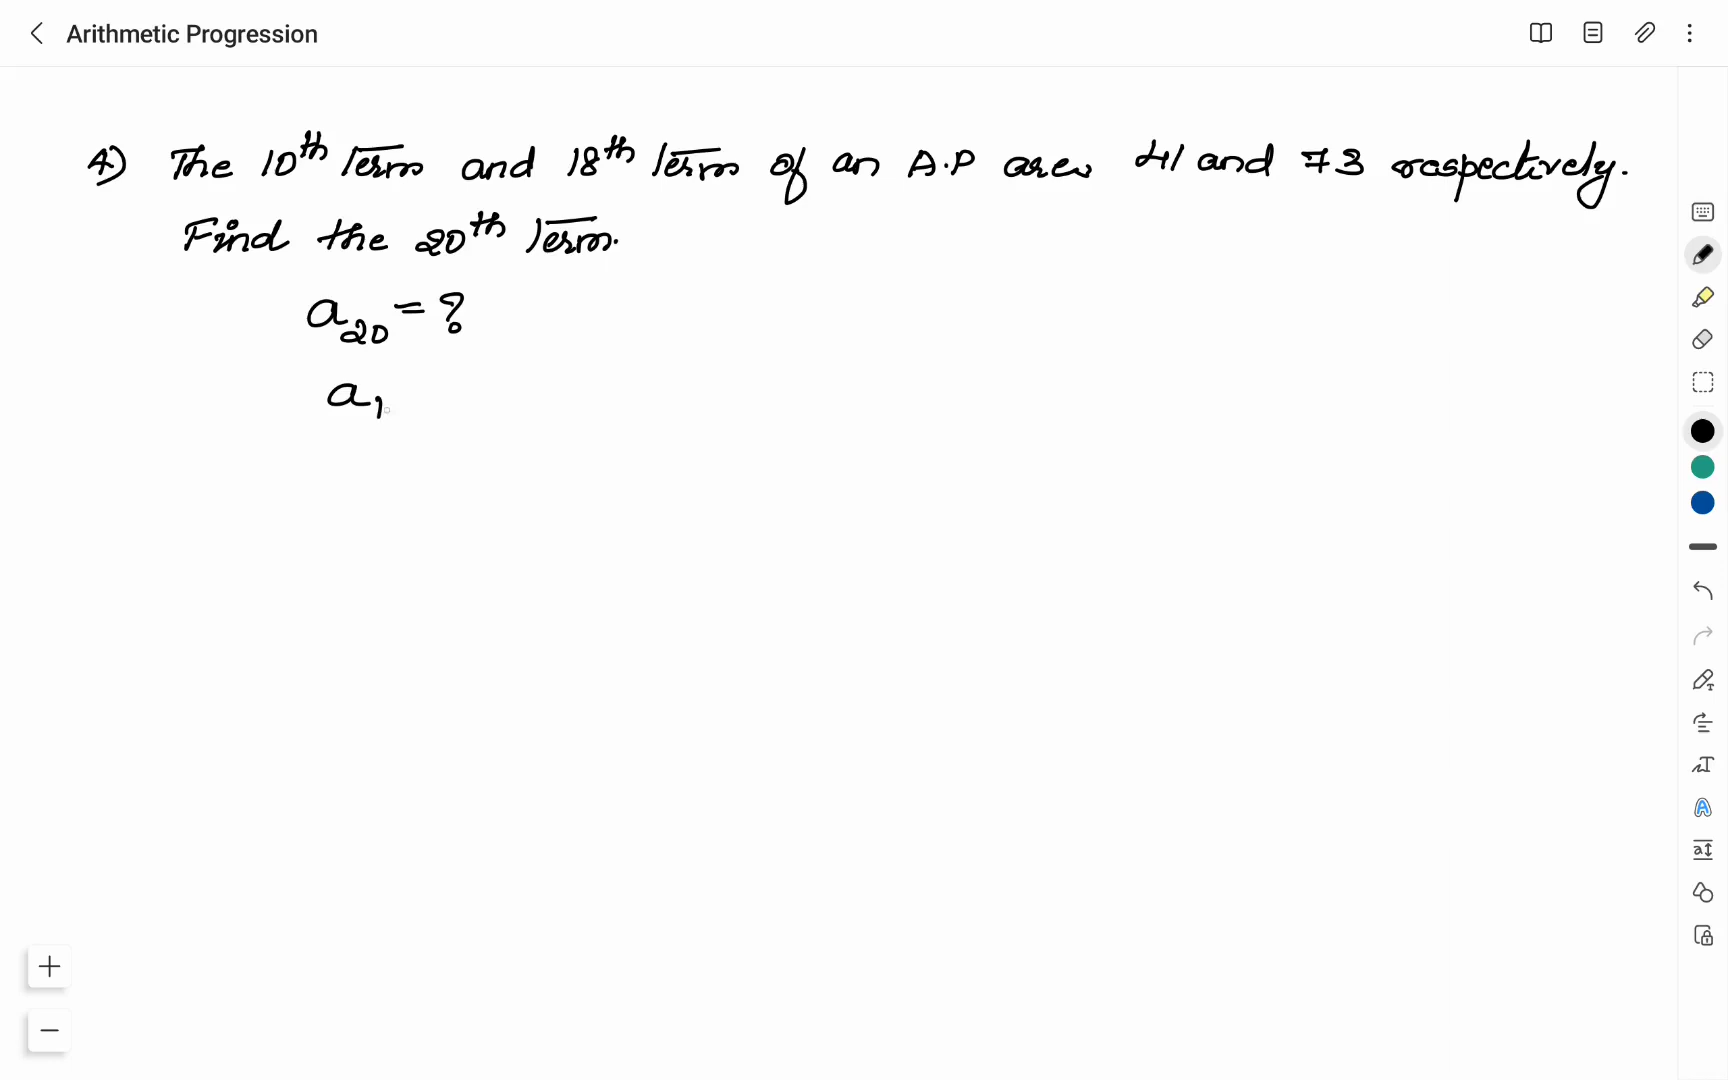 Arithmetic Progression
4) The 10th Term and 18th Term of an A.P are 41 and 73 respectively.
Find the 20th Term.
a20 = ?
a1